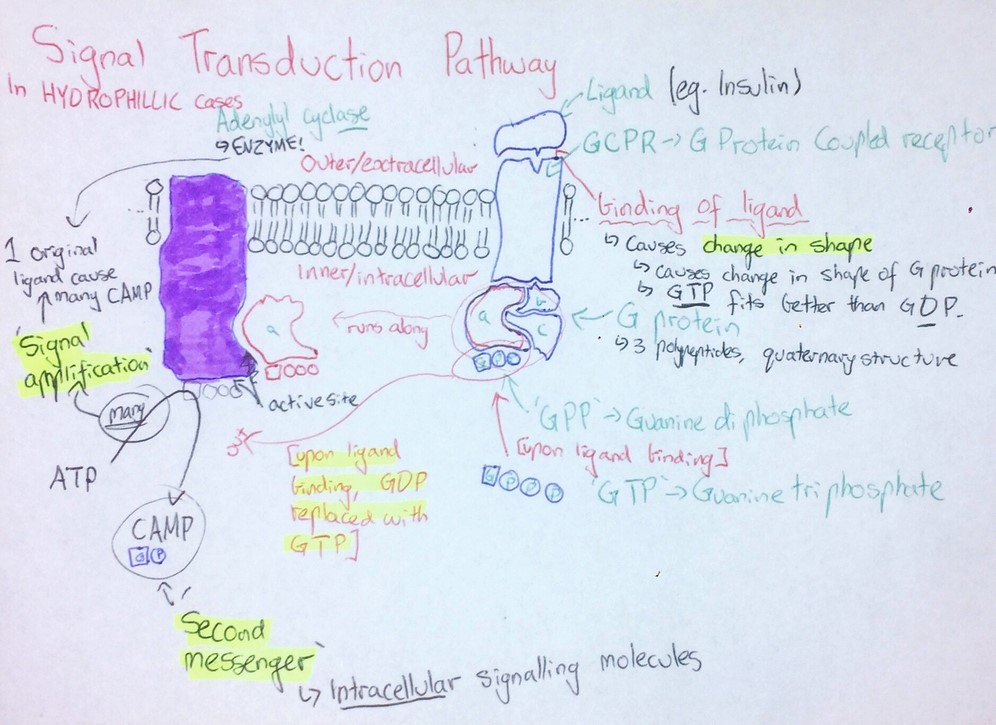 Signal Transduction Pathway
In HYDROPHILLIC cases
Adenylyl cyclase
↳ ENZYME!
Outer/extracellular
Ligand (eg. Insulin)
GCPR → G Protein Coupled receptor
binding of ligand
↳ causes change in shape
↳ causes change in shape of G protein
↳ GTP fits better than GDP.
G protein
↳ 3 polypeptides, quaternary structure
1 original
ligand cause
many CAMP
"Signal
amplification"
Inner/intracellular
a
runs along
a
b
c
G P P
active site
many
ATP
CAMP
G P
[upon ligand
binding, GDP
replaced with
GTP]
'GPP' → Guanine diphosphate
[upon ligand binding]
G P P P
"GTP" → Guanine triphosphate
"Second
messenger"
↳ Intracellular signalling molecules